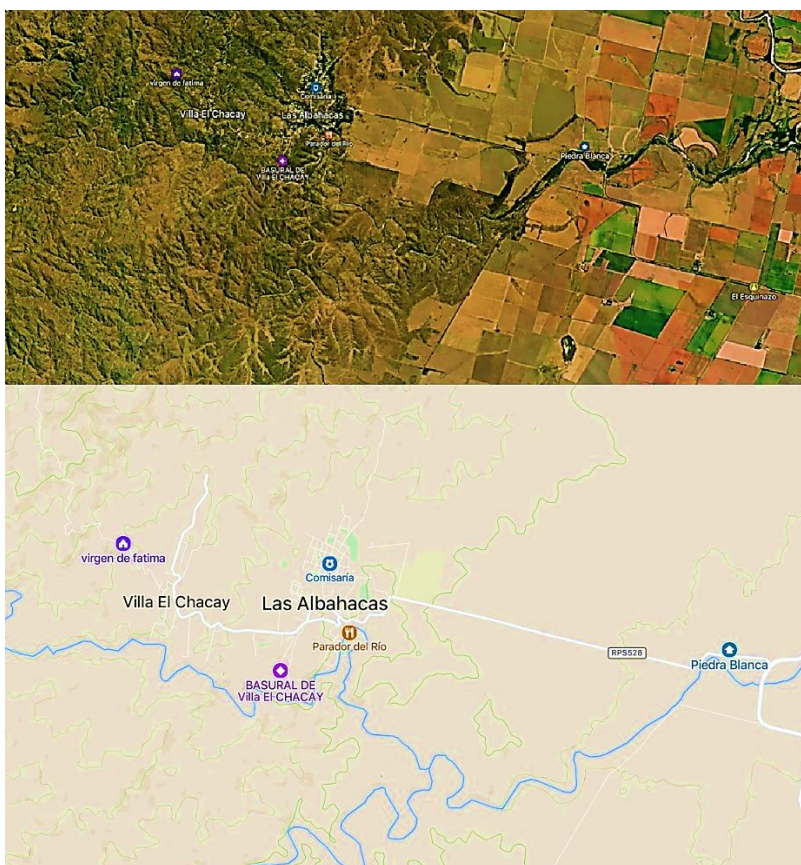 virgen de fatima
Comisaría
Villa El Chacay
Las Albahacas
Parador del Río
Piedra Blanca
BASURAL DE
Villa El CHACAY
El Esquinazo
virgen de fatima
Comisaría
Villa El Chacay
Las Albahacas
Parador del Río
RPS528
Piedra Blanca
BASURAL DE
Villa El CHACAY